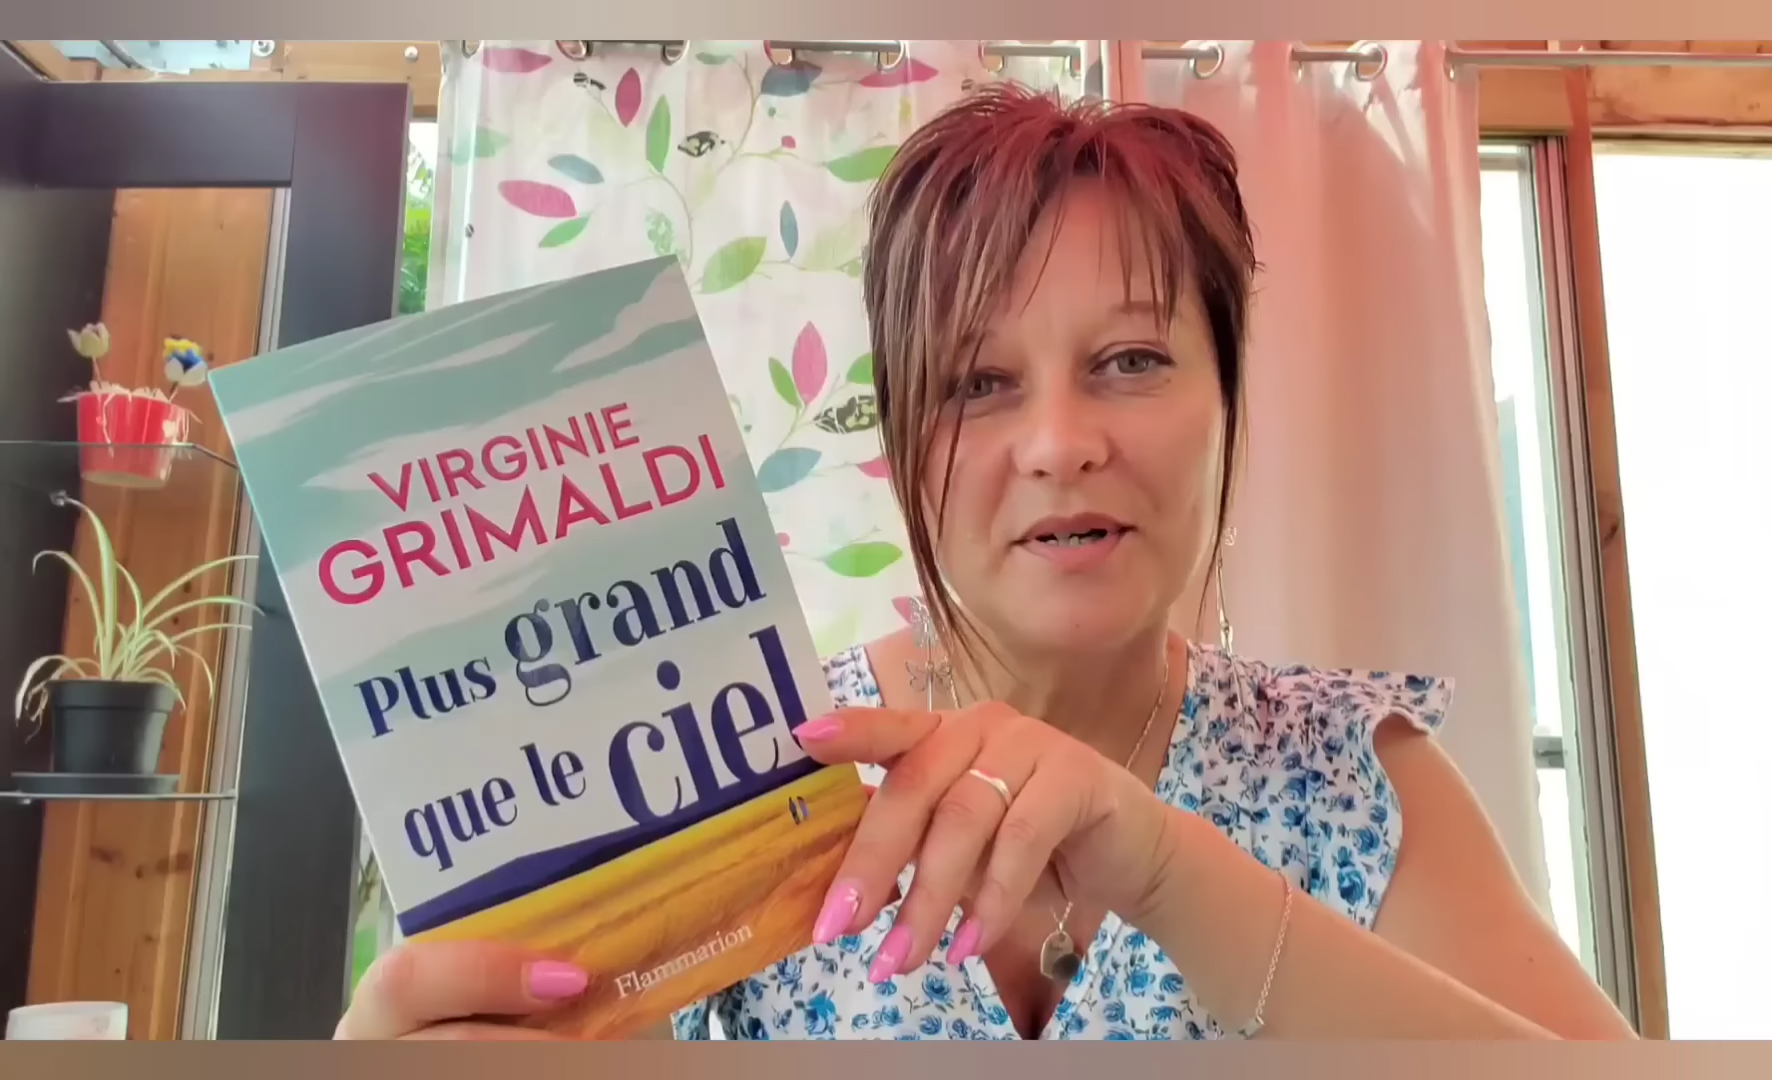 VIRGINIE
GRIMALDI
Plus grand
que le ciel
Flammarion